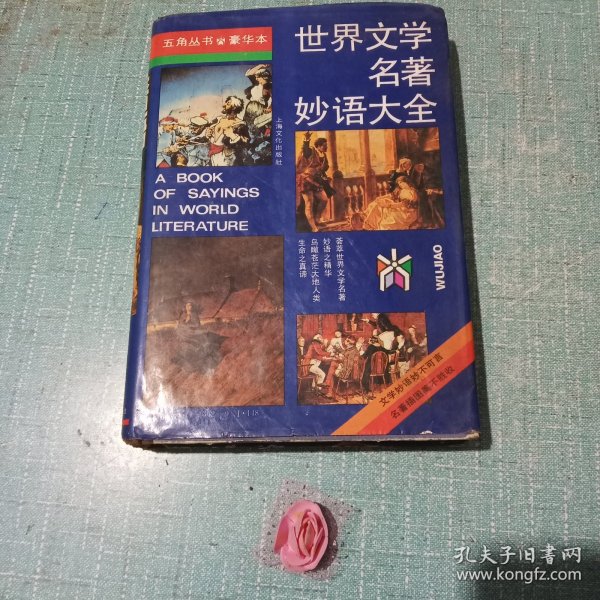 五角丛书 豪华本
世界文学
名著
妙语大全
上海文化出版社
A BOOK
OF SAYINGS
IN WORLD
LITERATURE
荟萃世界文学名著
妙语之精华
鸟瞰苍茫大地人类
生命之真谛
WUJIAO
文学妙语妙不可言
名著插图美不胜收
孔夫子旧书网
www.kongfz.com